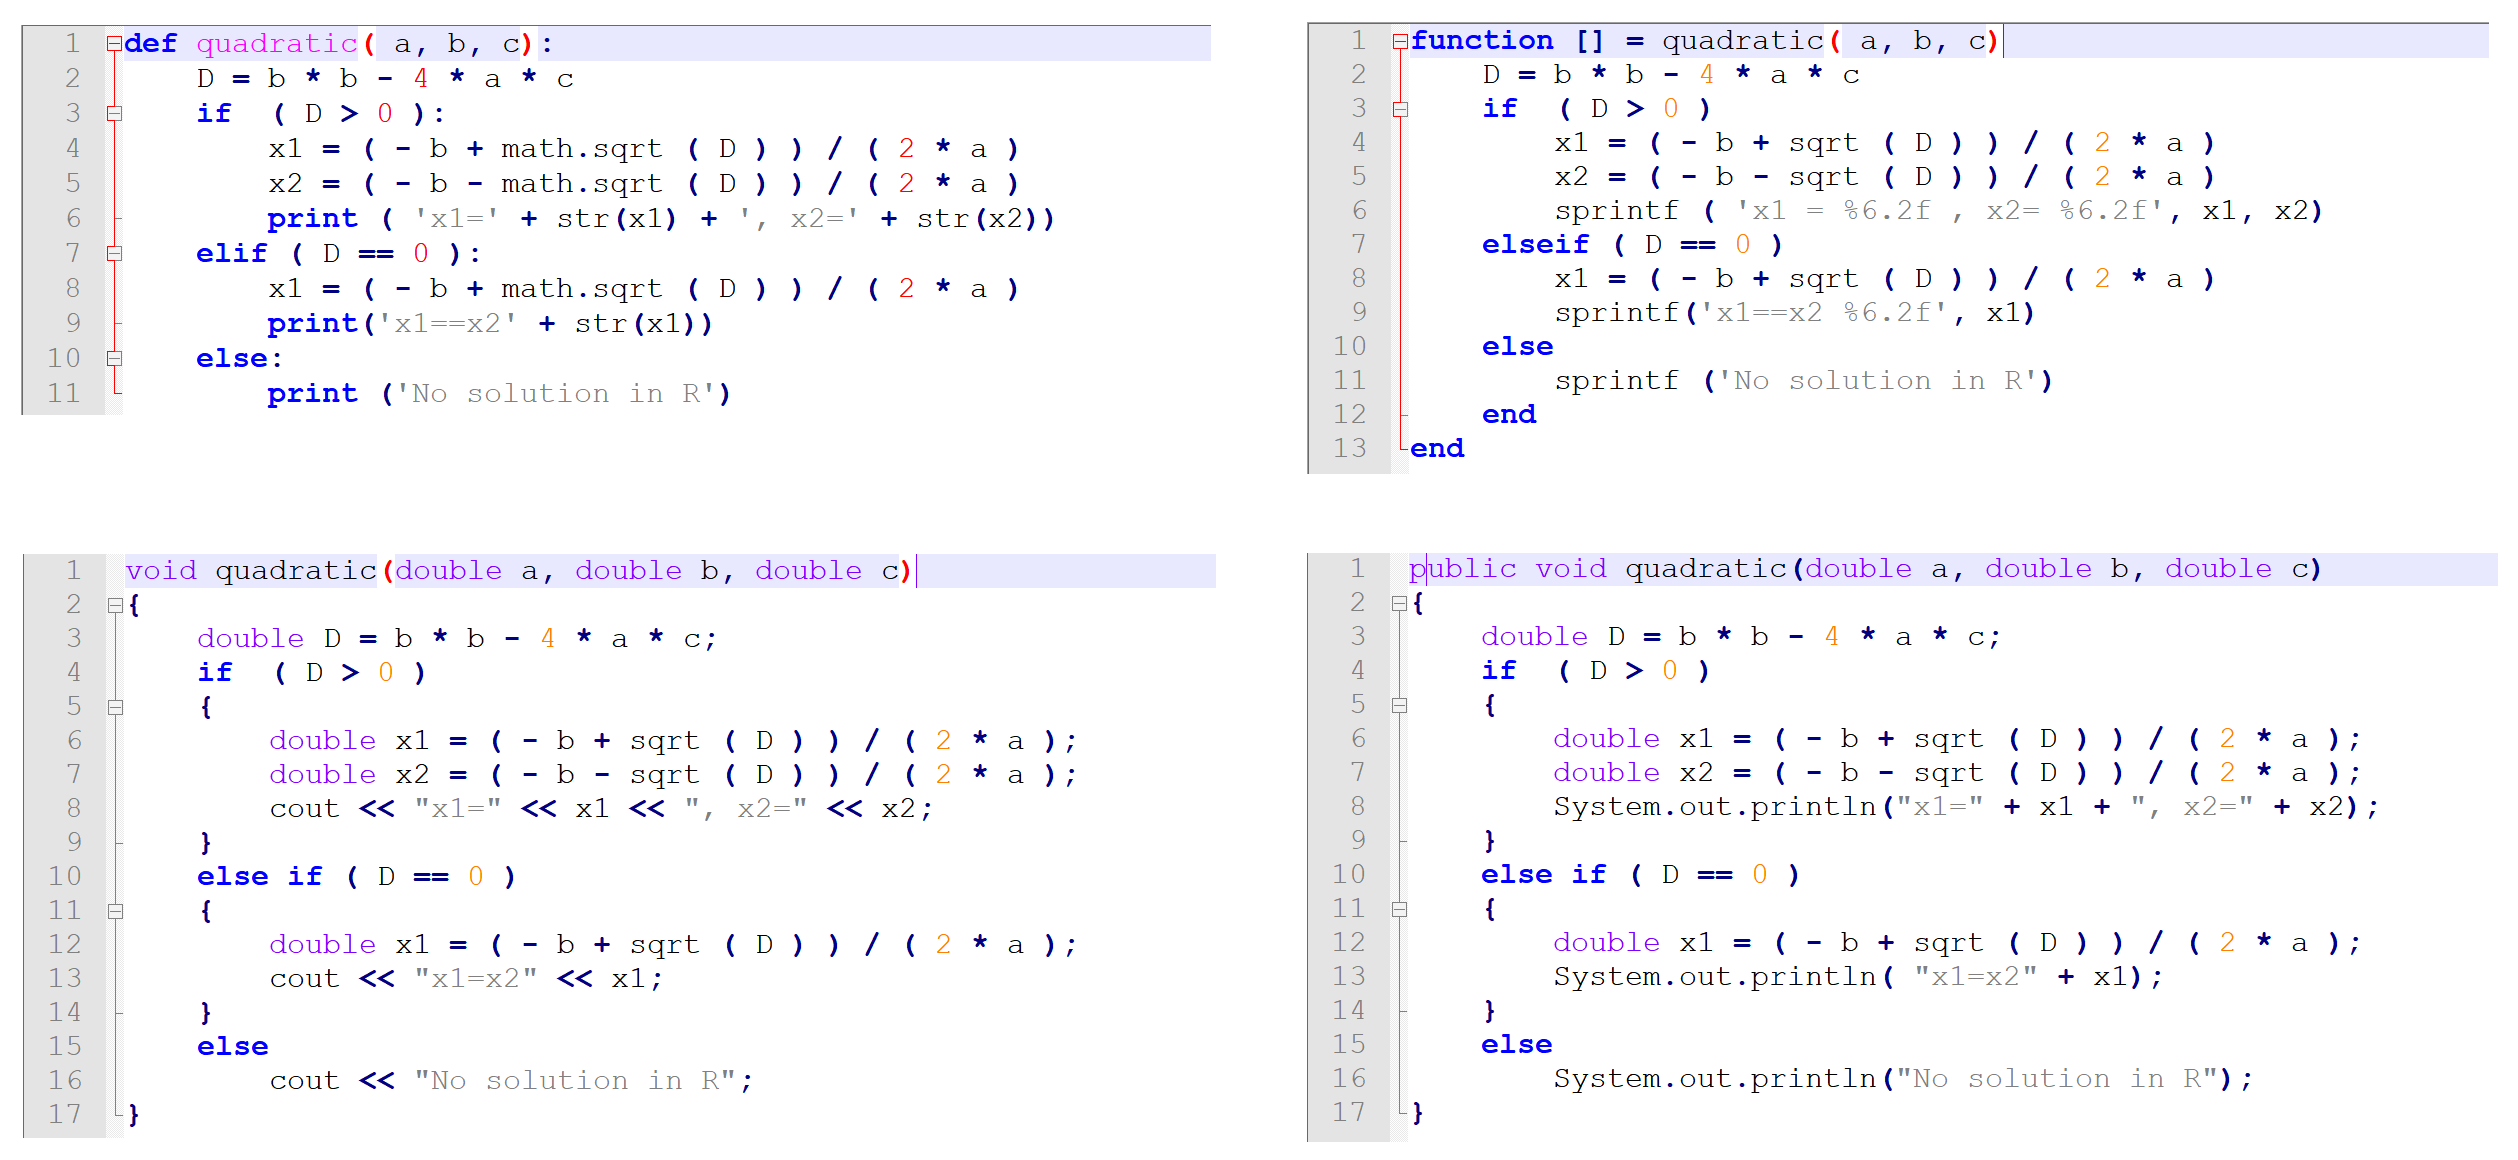 1 def quadratic( a, b, c):
2 D = b * b - 4 * a * c
3 if ( D > 0 ):
4 x1 = ( - b + math.sqrt ( D ) ) / ( 2 * a )
5 x2 = ( - b - math.sqrt ( D ) ) / ( 2 * a )
6 print ( 'x1=' + str(x1) + ', x2=' + str(x2))
7 elif ( D == 0 ):
8 x1 = ( - b + math.sqrt ( D ) ) / ( 2 * a )
9 print('x1==x2' + str(x1))
10 else:
11 print ('No solution in R')
1 function [] = quadratic( a, b, c)
2 D = b * b - 4 * a * c
3 if ( D > 0 )
4 x1 = ( - b + sqrt ( D ) ) / ( 2 * a )
5 x2 = ( - b - sqrt ( D ) ) / ( 2 * a )
6 sprintf ( 'x1 = %6.2f , x2= %6.2f', x1, x2)
7 elseif ( D == 0 )
8 x1 = ( - b + sqrt ( D ) ) / ( 2 * a )
9 sprintf('x1==x2 %6.2f', x1)
10 else
11 sprintf ('No solution in R')
12 end
13 end
1 void quadratic(double a, double b, double c)
2 {
3 double D = b * b - 4 * a * c;
4 if ( D > 0 )
5 {
6 double x1 = ( - b + sqrt ( D ) ) / ( 2 * a );
7 double x2 = ( - b - sqrt ( D ) ) / ( 2 * a );
8 cout << "x1=" << x1 << ", x2=" << x2;
9 }
10 else if ( D == 0 )
11 {
12 double x1 = ( - b + sqrt ( D ) ) / ( 2 * a );
13 cout << "x1=x2" << x1;
14 }
15 else
16 cout << "No solution in R";
17 }
1 public void quadratic(double a, double b, double c)
2 {
3 double D = b * b - 4 * a * c;
4 if ( D > 0 )
5 {
6 double x1 = ( - b + sqrt ( D ) ) / ( 2 * a );
7 double x2 = ( - b - sqrt ( D ) ) / ( 2 * a );
8 System.out.println("x1=" + x1 + ", x2=" + x2);
9 }
10 else if ( D == 0 )
11 {
12 double x1 = ( - b + sqrt ( D ) ) / ( 2 * a );
13 System.out.println( "x1=x2" + x1);
14 }
15 else
16 System.out.println("No solution in R");
17 }